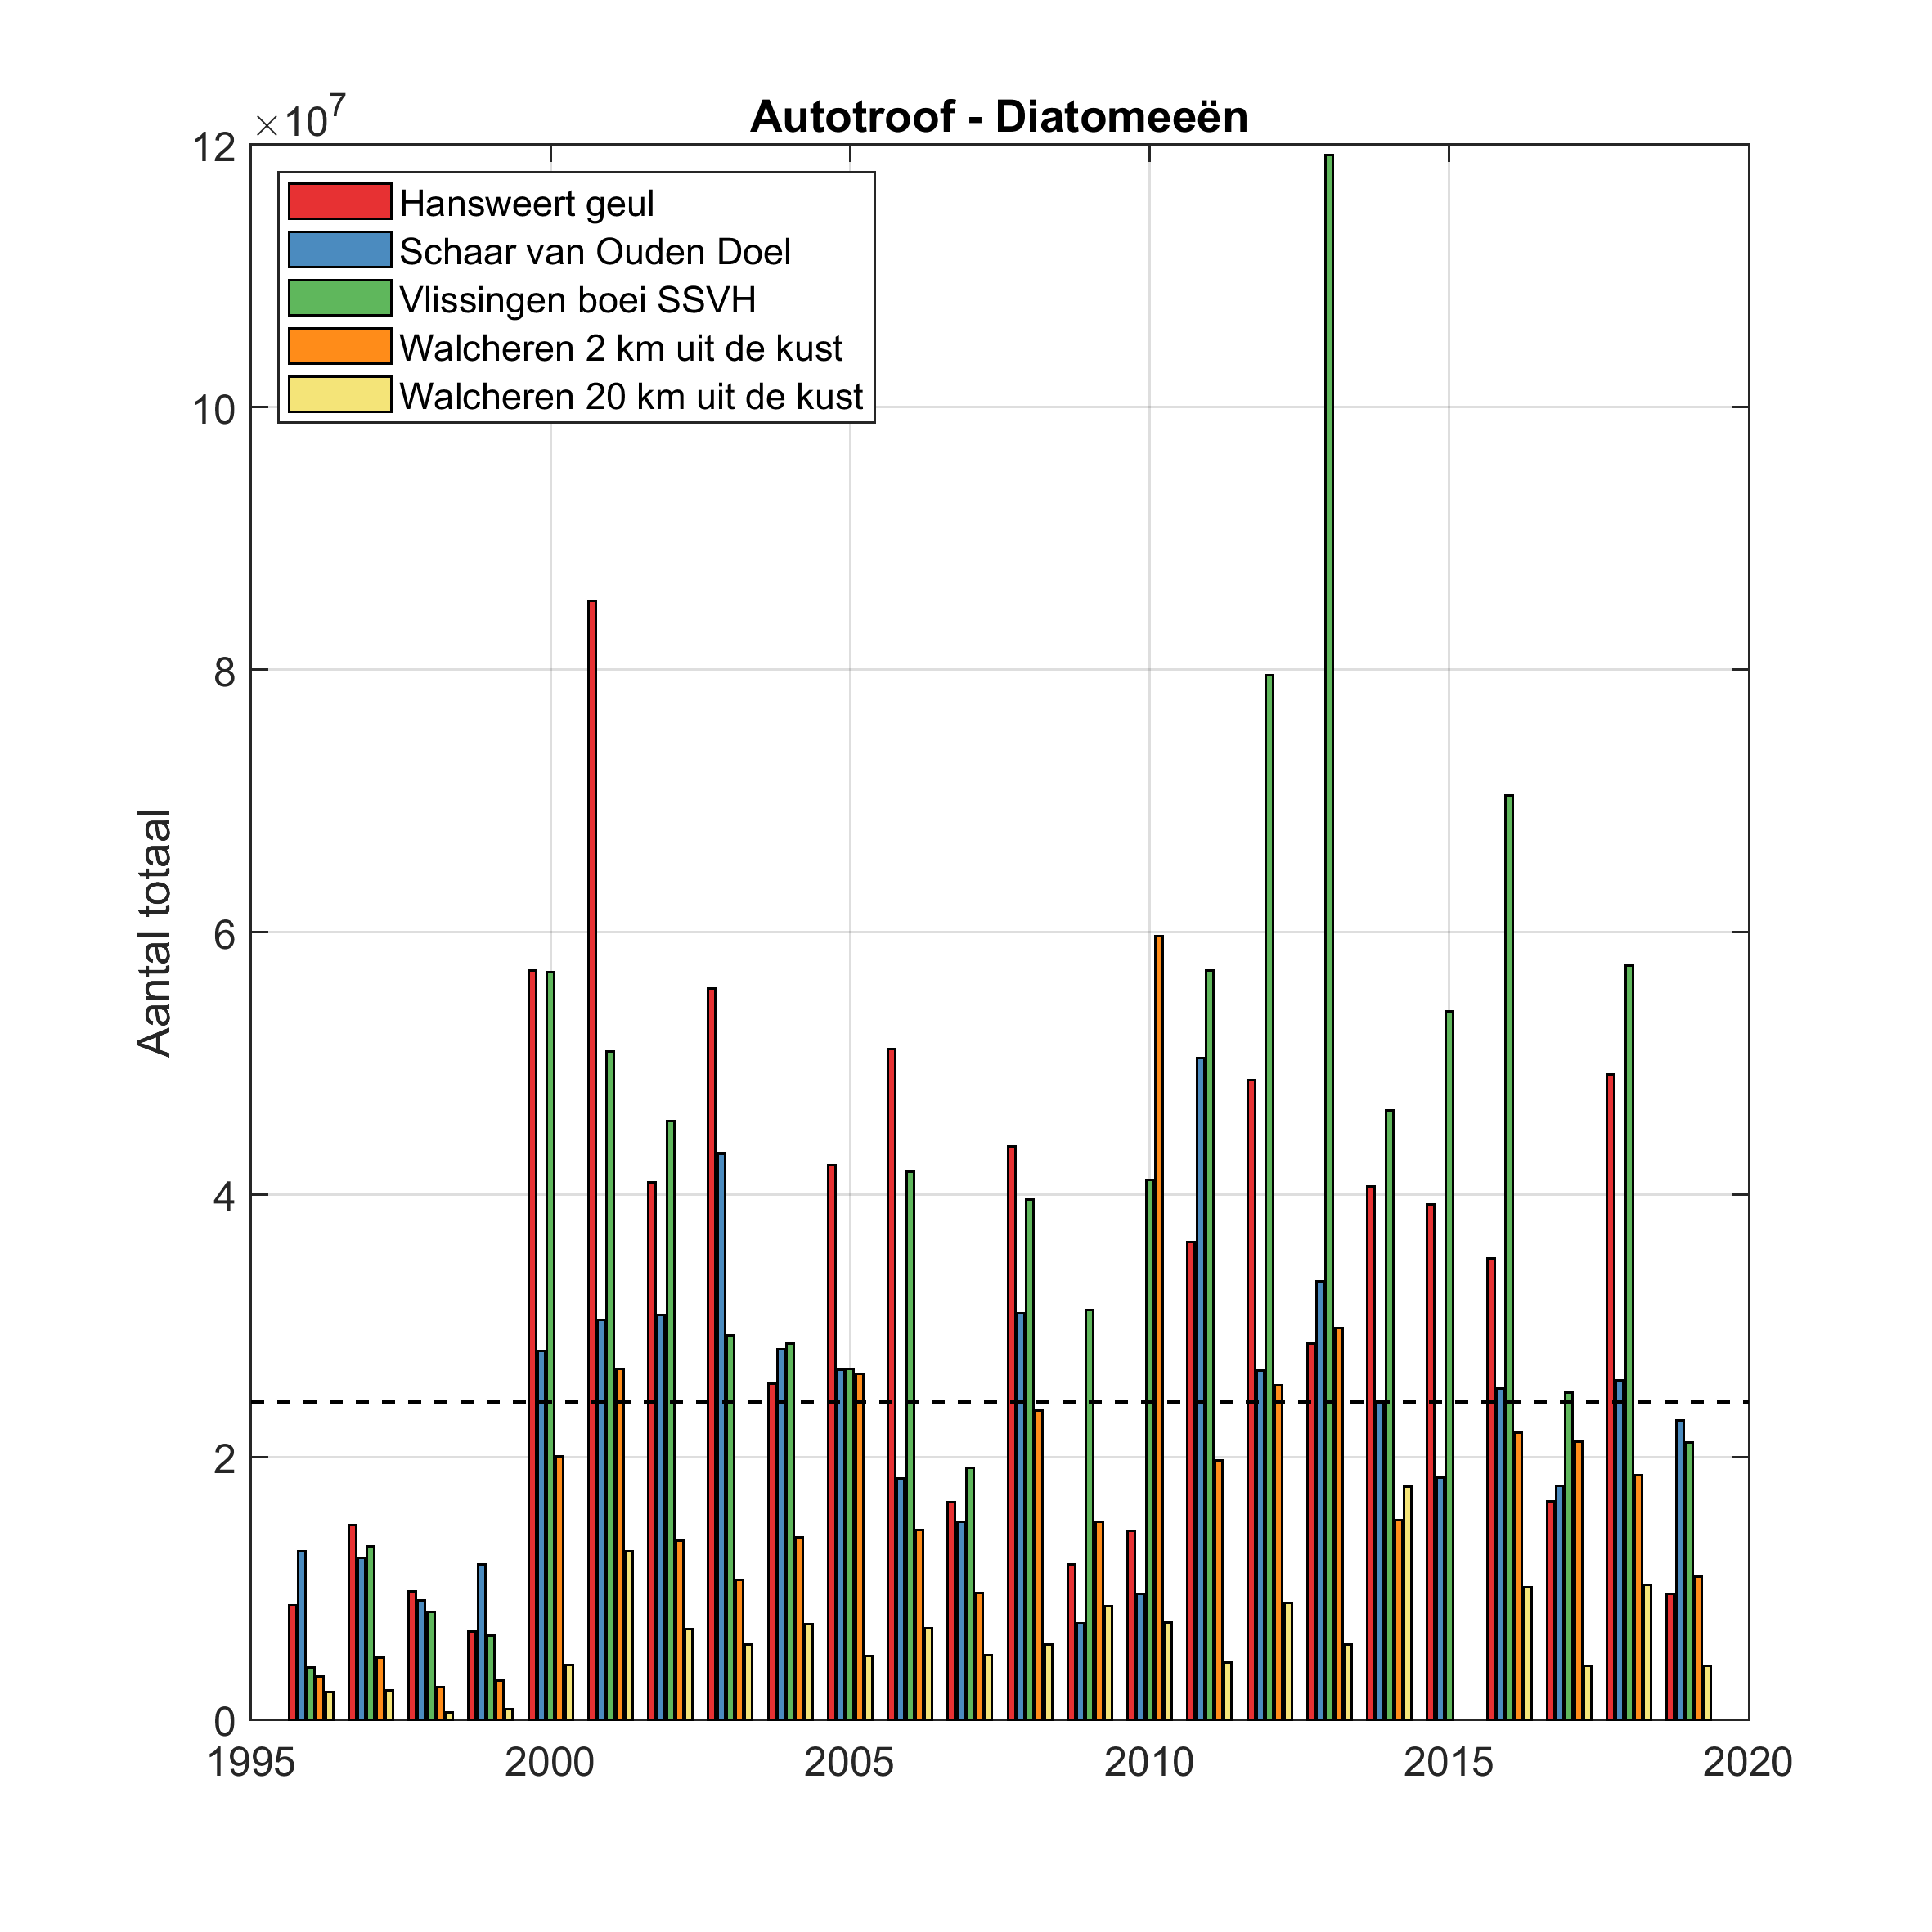 ×10⁷
Autotroof - Diatomeeën
12
10
8
6
4
2
0
Aantal totaal
Hansweert geul
Schaar van Ouden Doel
Vlissingen boei SSVH
Walcheren 2 km uit de kust
Walcheren 20 km uit de kust
1995 2000 2005 2010 2015 2020